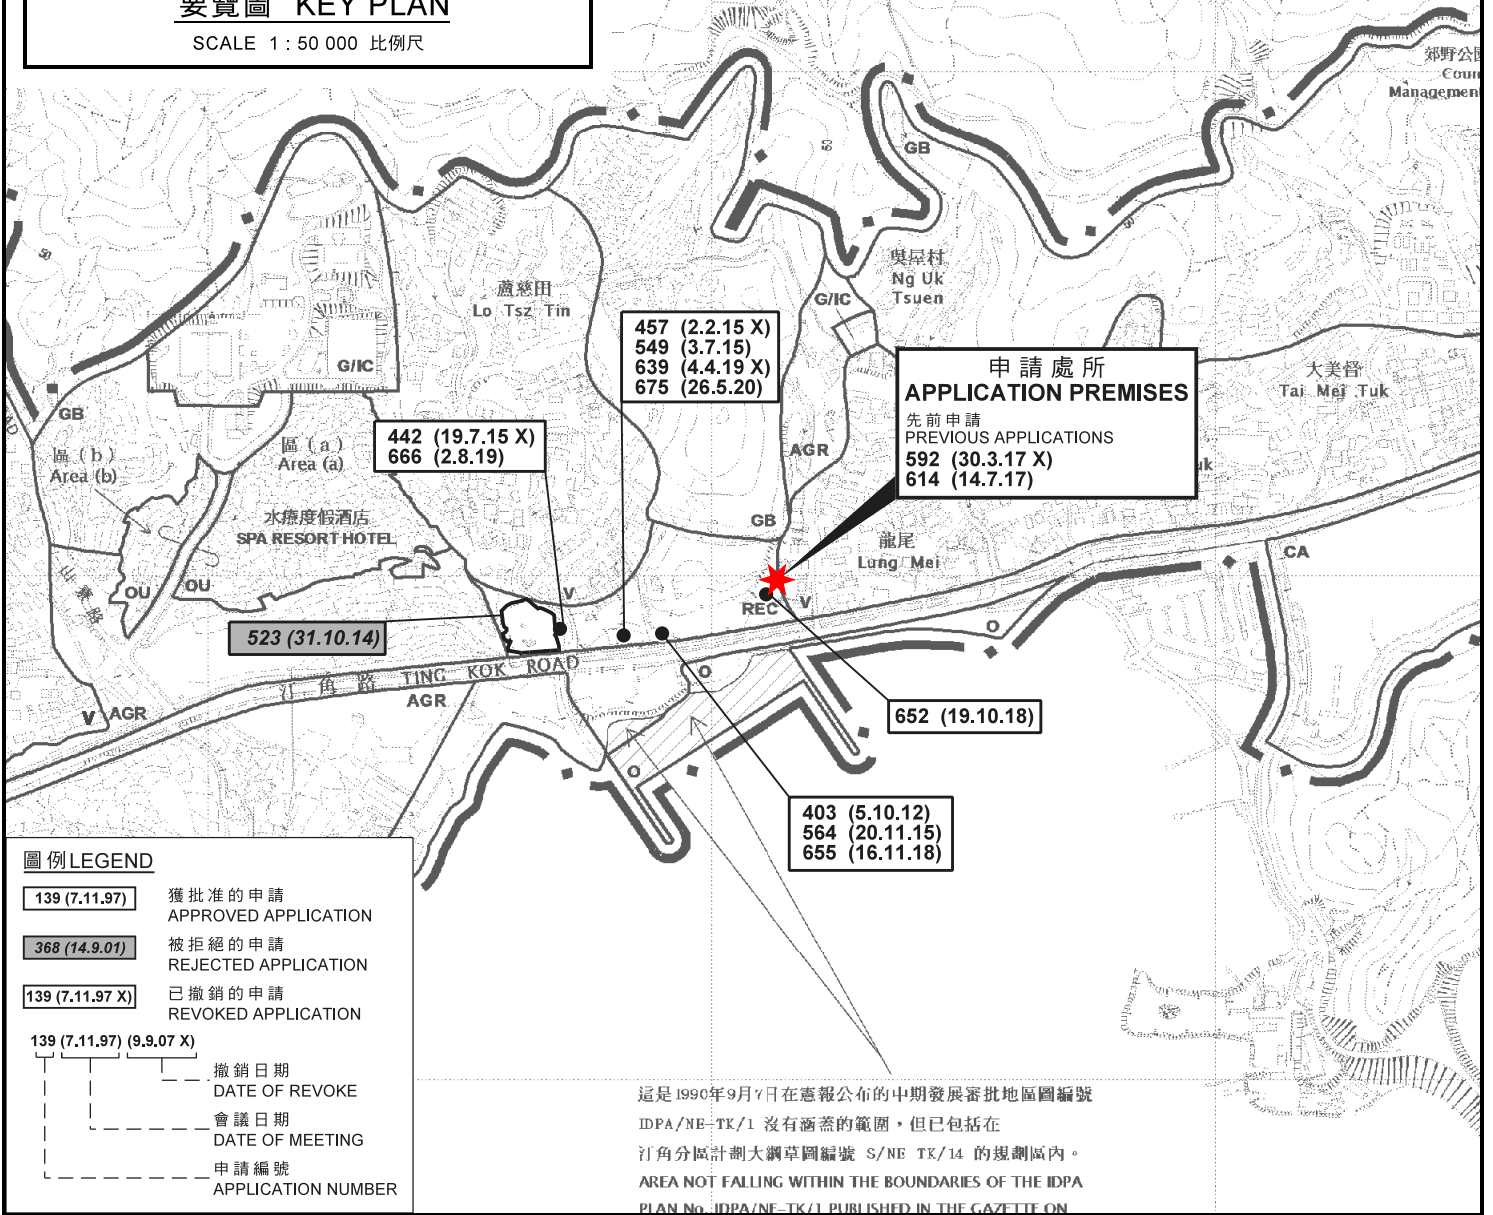 要覽圖 KEY PLAN
SCALE 1 : 50 000 比例尺
郊野公
Management
50
GB
吳屋村
Ng Uk
Tsuen
G/IC
蘆慈田
Lo Tsz Tin
457 (2.2.15 X)
549 (3.7.15)
639 (4.4.19 X)
675 (26.5.20)
申請處所
APPLICATION PREMISES
先前申請
PREVIOUS APPLICATIONS
592 (30.3.17 X)
614 (14.7.17)
大美督
Tai Mei Tuk
uk
G/IC
GB
442 (19.7.15 X)
666 (2.8.19)
區 ( b )
Area (b)
區 ( a )
Area (a)
AGR
水療度假酒店
SPA RESORT HOTEL
GB
龍尾
Lung Mei
CA
山寮路
OU
OU
V
REC
V
523 (31.10.14)
O
汀角路 TING KOK ROAD
AGR
O
V
AGR
652 (19.10.18)
O
403 (5.10.12)
564 (20.11.15)
655 (16.11.18)
圖例 LEGEND
139 (7.11.97)
獲批准的申請
APPROVED APPLICATION
368 (14.9.01)
被拒絕的申請
REJECTED APPLICATION
139 (7.11.97 X)
已撤銷的申請
REVOKED APPLICATION
139 (7.11.97) (9.9.07 X)
撤銷日期
DATE OF REVOKE
會議日期
DATE OF MEETING
申請編號
APPLICATION NUMBER
這是1990年9月7日在憲報公布的中期發展審批地區圖編號
IDPA/NE-TK/1 沒有涵蓋的範圍，但已包括在
汀角分區計劃大綱草圖編號 S/NE TK/14 的規劃區內。
AREA NOT FALLING WITHIN THE BOUNDARIES OF THE IDPA
PLAN No. IDPA/NE-TK/1 PUBLISHED IN THE GAZETTE ON